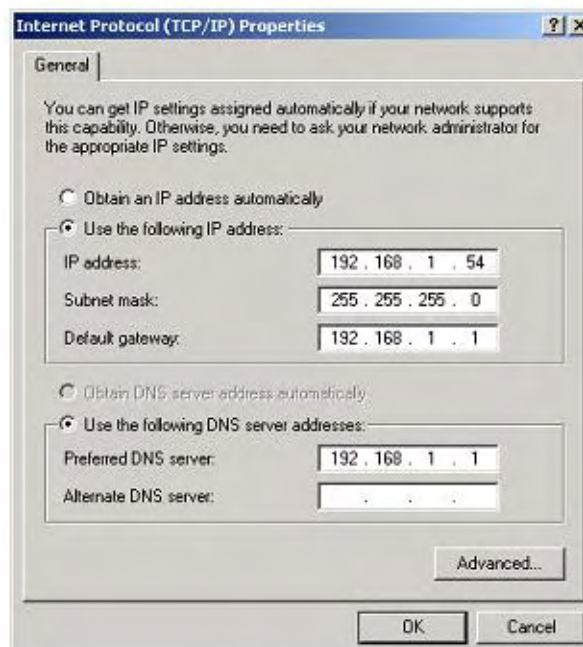 Internet Protocol (TCP/IP) Properties
General
You can get IP settings assigned automatically if your network supports
this capability. Otherwise, you need to ask your network administrator for
the appropriate IP settings.
Obtain an IP address automatically
Use the following IP address:
IP address: 192 . 168 . 1 . 54
Subnet mask: 255 . 255 . 255 . 0
Default gateway: 192 . 168 . 1 . 1
Obtain DNS server address automatically
Use the following DNS server addresses:
Preferred DNS server: 192 . 168 . 1 . 1
Alternate DNS server: . . .
Advanced...
OK Cancel